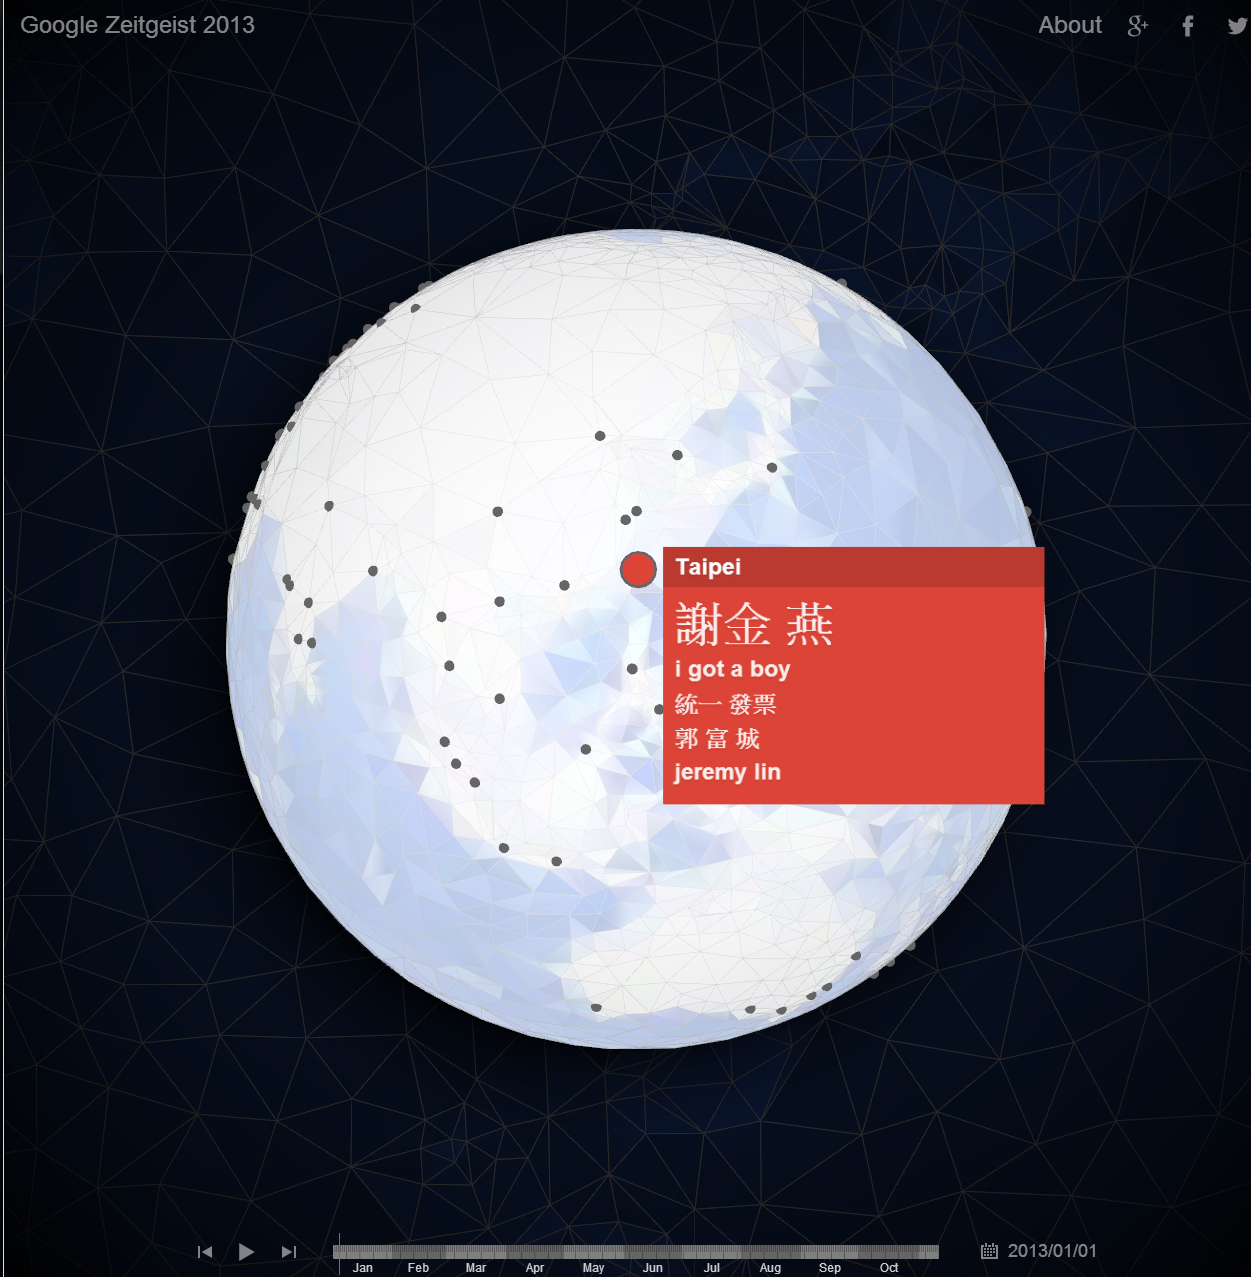 Google Zeitgeist 2013
About
Taipei
謝金 燕
i got a boy
統一 發票
郭 富 城
jeremy lin
Jan Feb Mar Apr May Jun Jul Aug Sep Oct
2013/01/01